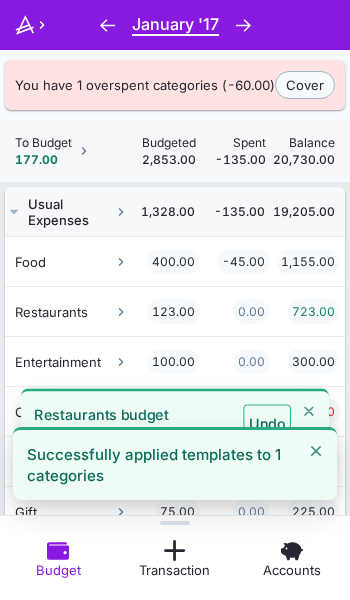 January '17
You have 1 overspent categories (-60.00)
Cover
To Budget
177.00
Budgeted
2,853.00
Spent
-135.00
Balance
20,730.00
Usual Expenses
1,328.00
-135.00
19,205.00
Food
400.00
-45.00
1,155.00
Restaurants
123.00
0.00
723.00
Entertainment
100.00
0.00
300.00
Restaurants budget
Undo
Successfully applied templates to 1
categories
Gift
75.00
0.00
225.00
Budget
Transaction
Accounts